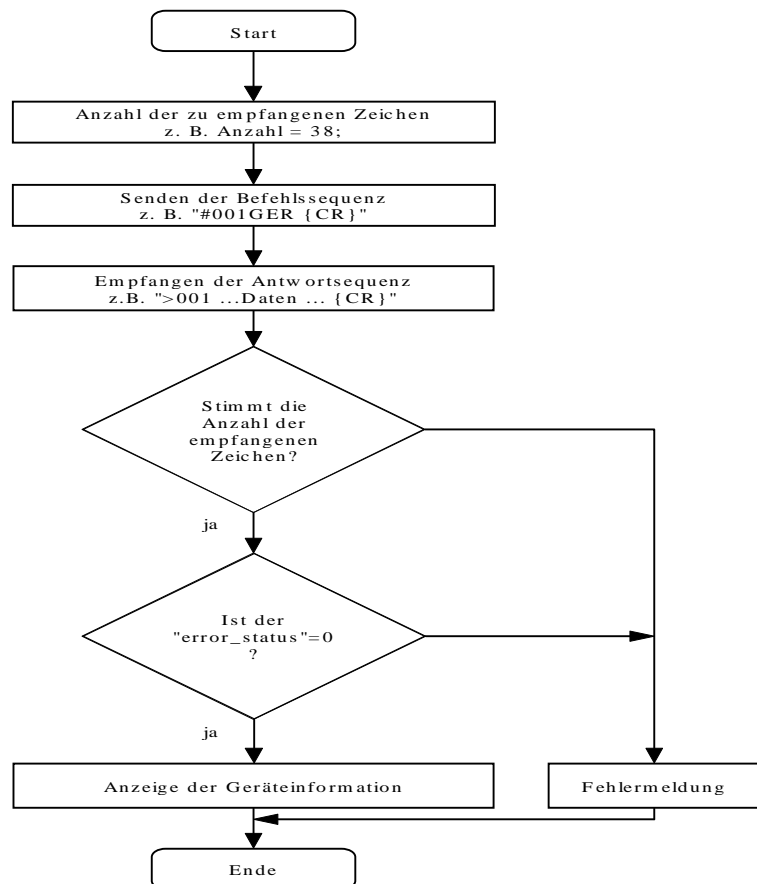 Start
Anzahl der zu empfangenen Zeichen
z. B. Anzahl = 38;
Senden der Befehlssequenz
z. B. "#001GER {CR}"
Empfangen der Antwortsequenz
z.B. ">001 ...Daten ... {CR}"
Stimmt die
Anzahl der
empfangenen
Zeichen?
ja
Ist der
"error_status"=0
?
ja
Anzeige der Geräteinformation
Fehlermeldung
Ende